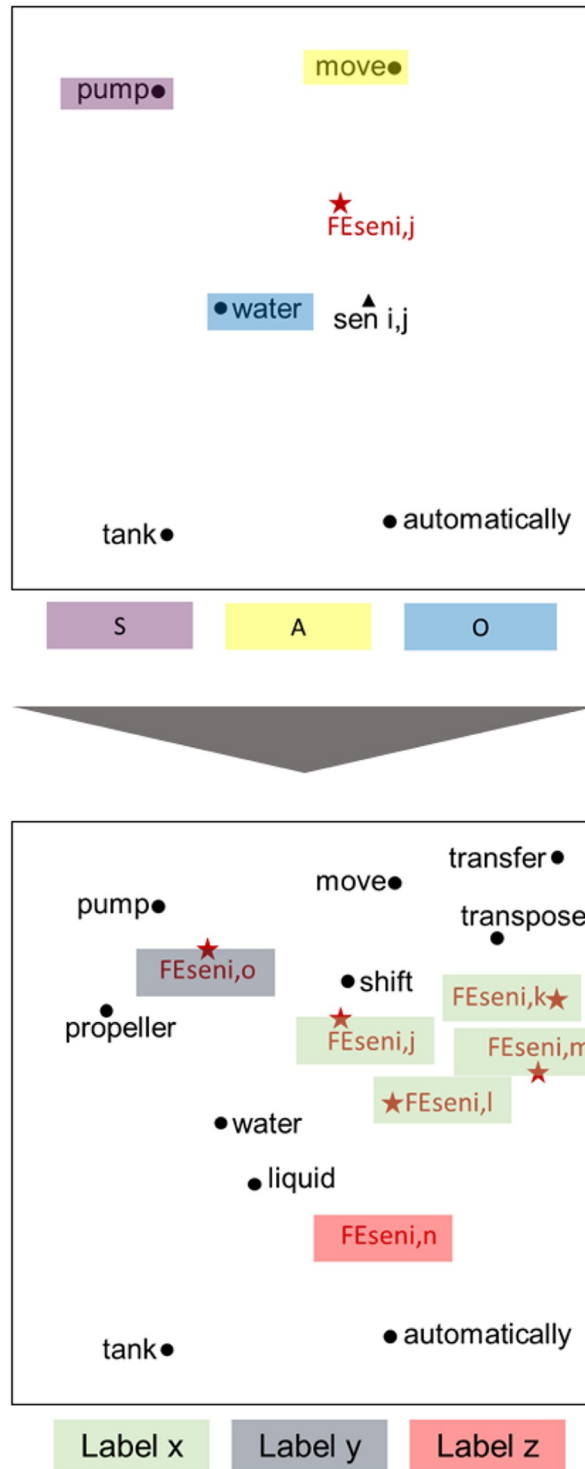 move
pump
FEseni,j
water
sen i,j
automatically
tank
S A O
transfer
move
pump
transpose
FEseni,o
shift
FEseni,k
propeller
FEseni,j
FEseni,m
FEseni,l
water
liquid
FEseni,n
automatically
tank
Label x Label y Label z